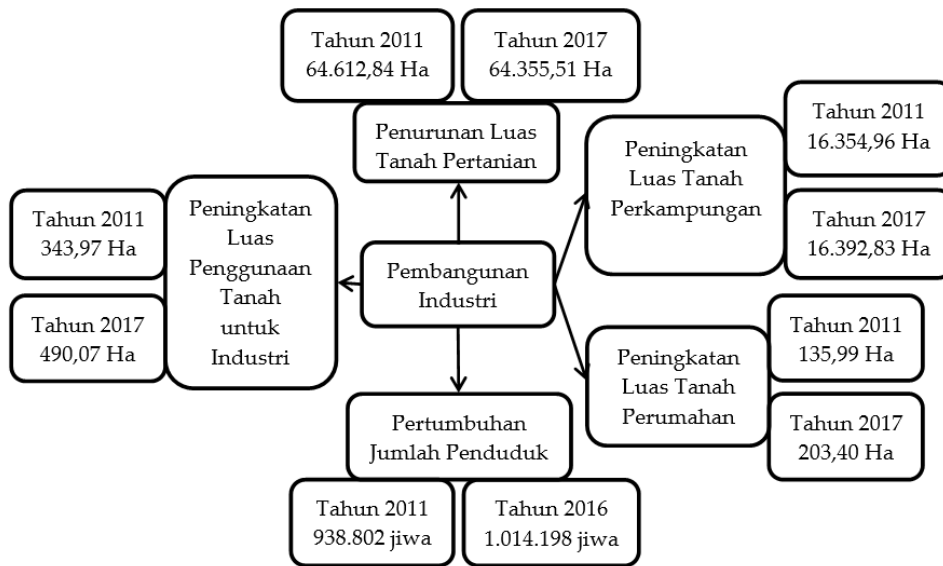 Tahun 2011
64.612,84 Ha
Tahun 2017
64.355,51 Ha
Penurunan Luas
Tanah Pertanian
Peningkatan
Luas Tanah
Perkampungan
Tahun 2011
16.354,96 Ha
Tahun 2017
16.392,83 Ha
Tahun 2011
343,97 Ha
Tahun 2017
490,07 Ha
Peningkatan
Luas
Penggunaan
Tanah
untuk
Industri
Pembangunan
Industri
Peningkatan
Luas Tanah
Perumahan
Tahun 2011
135,99 Ha
Tahun 2017
203,40 Ha
Pertumbuhan
Jumlah Penduduk
Tahun 2011
938.802 jiwa
Tahun 2016
1.014.198 jiwa